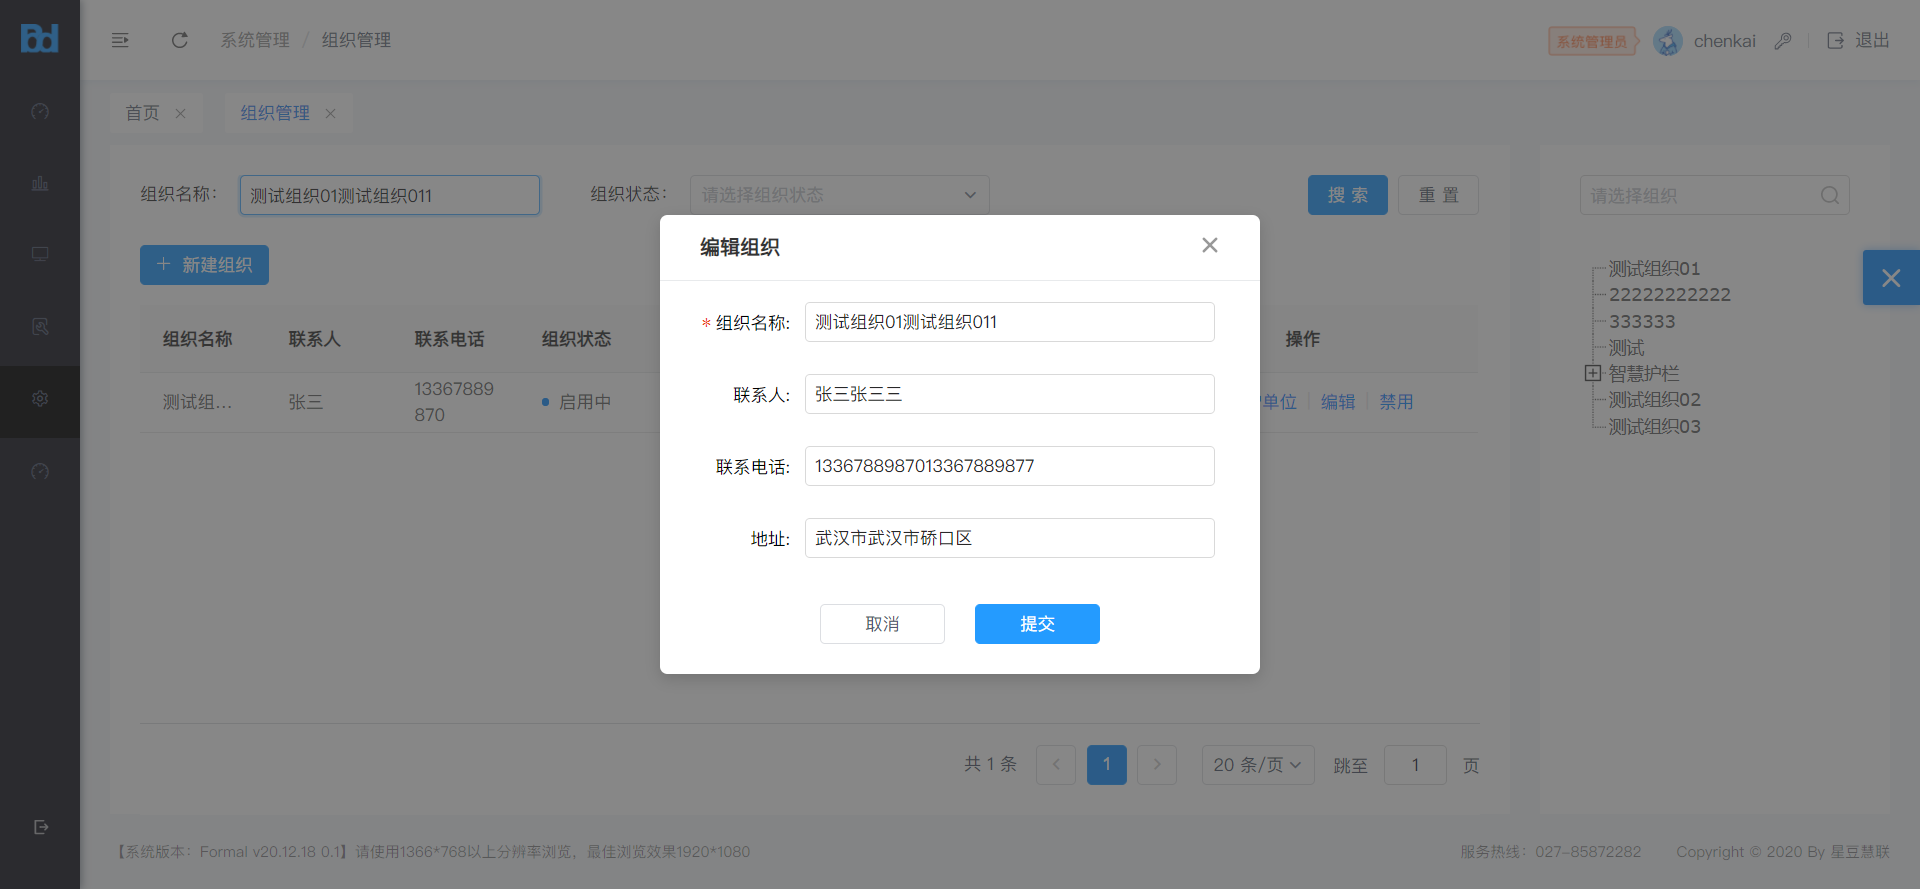 系统管理 / 组织管理
系统管理员 chenkai 退出
首页 组织管理
组织名称： 测试组织01测试组织011 组织状态： 请选择组织状态 搜 索 重 置
请选择组织
新建组织
组织名称 联系人 联系电话 组织状态 操作
测试组... 张三 13367889870 启用中 单位 编辑 禁用
测试组织01
22222222222
333333
测试
智慧护栏
测试组织02
测试组织03
编辑组织
* 组织名称: 测试组织01测试组织011
联系人: 张三张三三
联系电话: 1336788987013367889877
地址: 武汉市武汉市硚口区
取消 提交
共 1 条 1 20 条/页 跳至 1 页
【系统版本：Formal v20.12.18 0.1】请使用1366*768以上分辨率浏览，最佳浏览效果1920*1080
服务热线：027-85872282 Copyright © 2020 By 星豆慧联